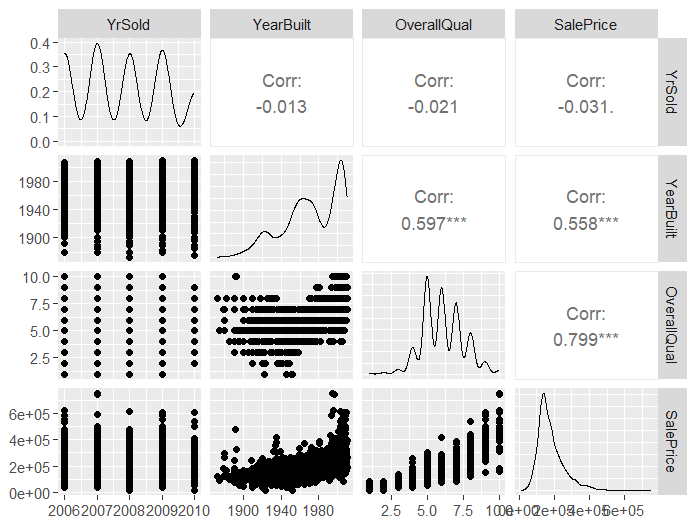 YrSold YearBuilt OverallQual SalePrice
0.4
0.3
0.2
0.1
0.0
Corr:
-0.013
Corr:
-0.021
Corr:
-0.031.
YrSold
1980
1940
1900
Corr:
0.597***
Corr:
0.558***
YearBuilt
10.0
7.5
5.0
2.5
Corr:
0.799***
OverallQual
6e+05
4e+05
2e+05
0e+00
SalePrice
2006 2007 2008 2009 2010 1900 1940 1980 2.5 5.0 7.5 10.0 0e+00 2e+05 4e+05 6e+05